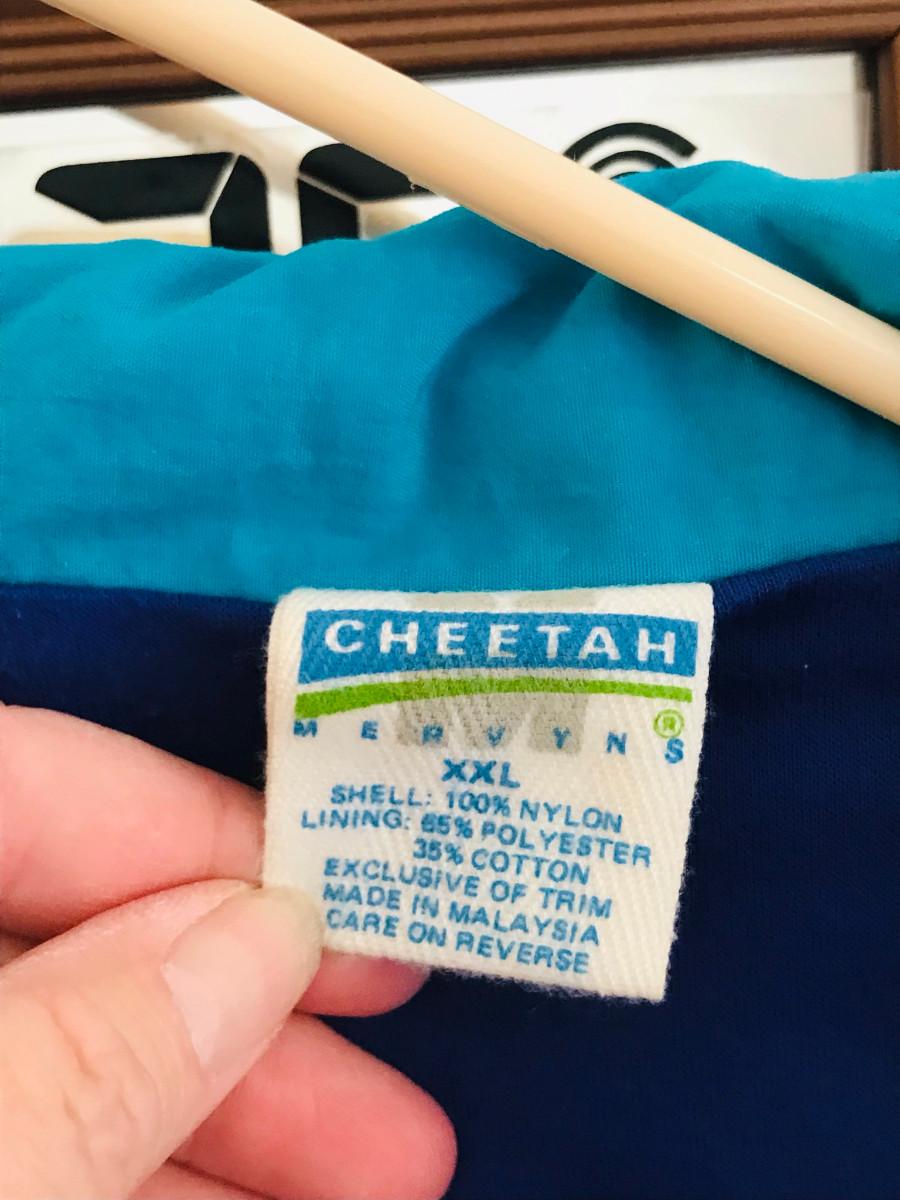 CHEETAH
MERVYNS®
XXL
SHELL: 100% NYLON
LINING: 65% POLYESTER
35% COTTON
EXCLUSIVE OF TRIM
MADE IN MALAYSIA
CARE ON REVERSE